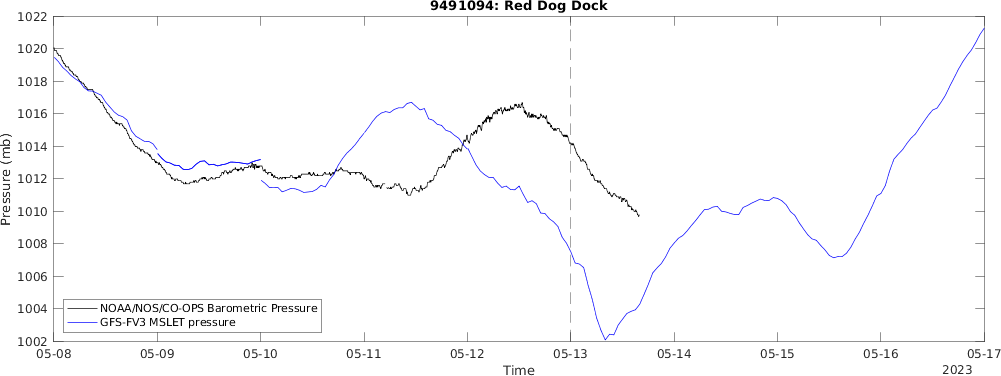 9491094: Red Dog Dock
1022
1020
1018
1016
1014
1012
1010
1008
1006
1004
1002
Pressure (mb)
NOAA/NOS/CO-OPS Barometric Pressure
GFS-FV3 MSLET pressure
05-08 05-09 05-10 05-11 05-12 05-13 05-14 05-15 05-16 05-17
Time
2023